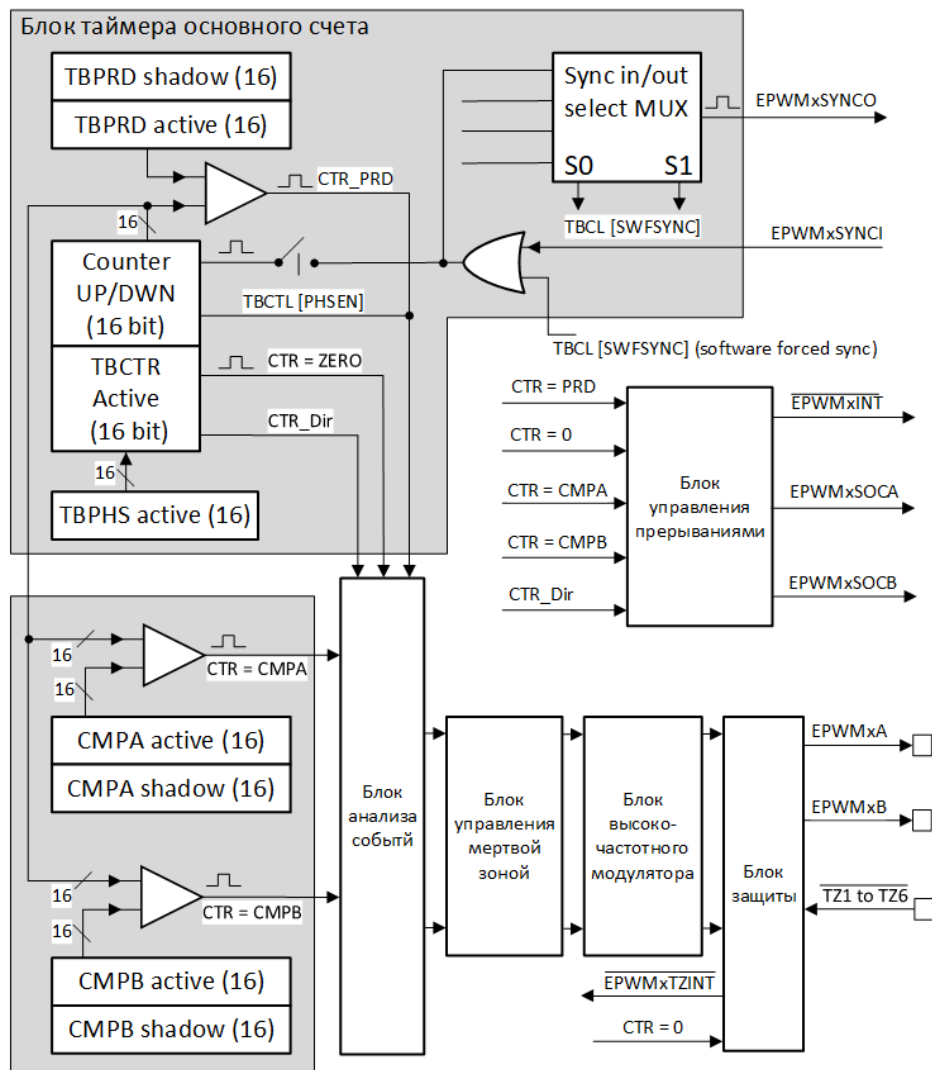 Блок таймера основного счета
TBPRD shadow (16)
TBPRD active (16)
Sync in/out
select MUX
S0
S1
EPWMxSYNCO
CTR_PRD
TBCL [SWFSYNC]
EPWMxSYNCI
16
Counter
UP/DWN
(16 bit)
TBCTL [PHSEN]
TBCL [SWFSYNC] (software forced sync)
TBCTR
Active
(16 bit)
CTR = ZERO
CTR_Dir
16
TBPHS active (16)
CTR = PRD
CTR = 0
CTR = CMPA
CTR = CMPB
CTR_Dir
Блок
управления
прерываниями
EPWMxINT
EPWMxSOCA
EPWMxSOCB
16
16
CTR = CMPA
CMPA active (16)
CMPA shadow (16)
16
16
CTR = CMPB
CMPB active (16)
CMPB shadow (16)
Блок
анализа
событй
Блок
управления
мертвой
зоной
Блок
высоко-
частотного
модулятора
Блок
защиты
EPWMxA
EPWMxB
TZ1 to TZ6
EPWMxTZINT
CTR = 0